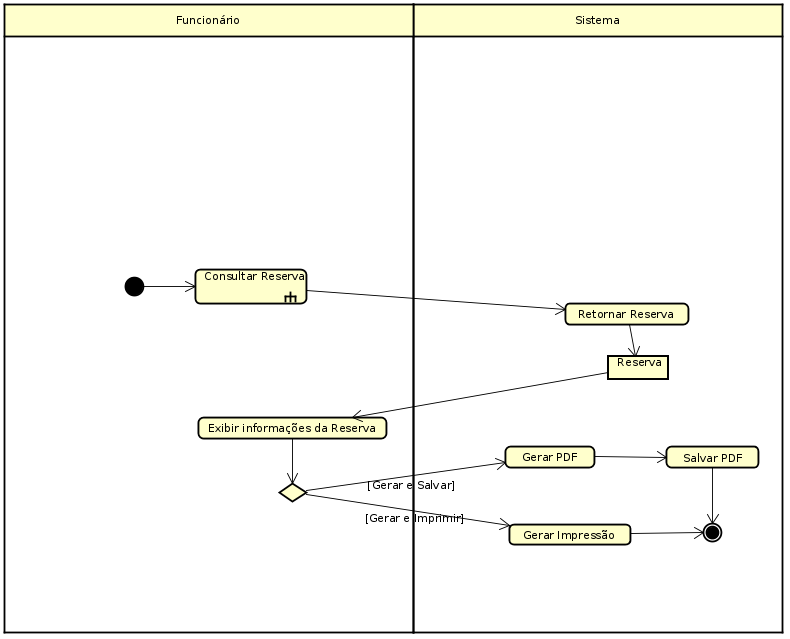 Funcionário
Sistema
Consultar Reserva
Retornar Reserva
Reserva
Exibir informações da Reserva
Gerar PDF
Salvar PDF
[Gerar e Salvar]
[Gerar e Imprimir]
Gerar Impressão